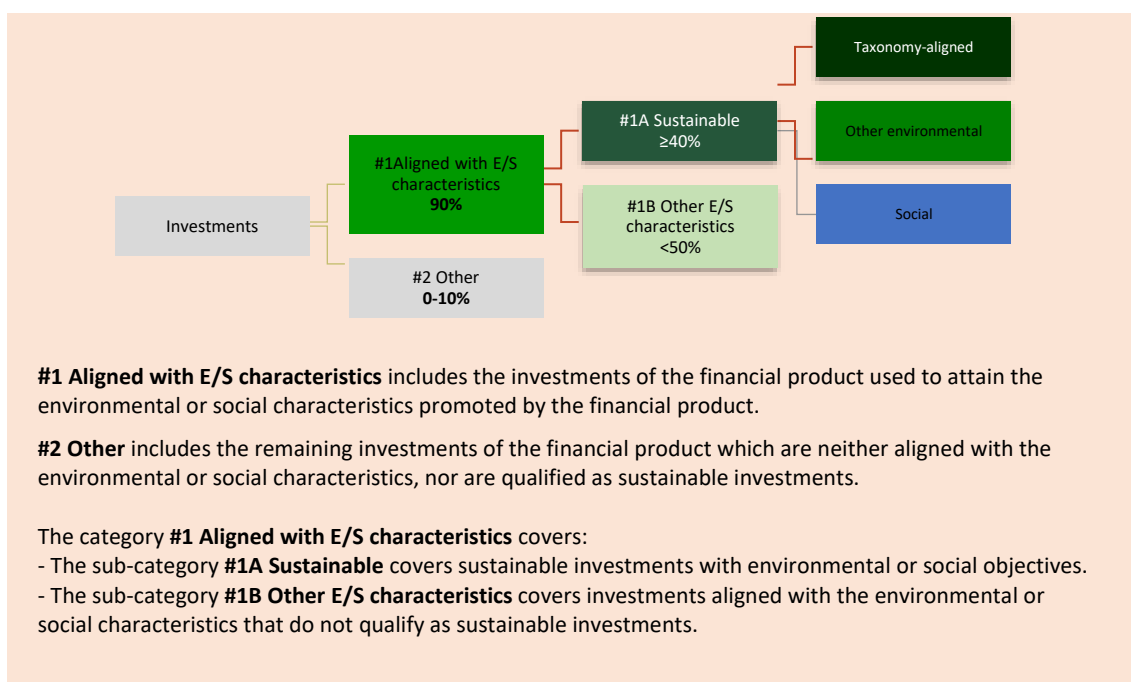 Taxonomy-aligned
#1A Sustainable
≥40%
Other environmental
#1Aligned with E/S
characteristics
90%
#1B Other E/S
characteristics
<50%
Social
Investments
#2 Other
0-10%
#1 Aligned with E/S characteristics includes the investments of the financial product used to attain the
environmental or social characteristics promoted by the financial product.
#2 Other includes the remaining investments of the financial product which are neither aligned with the
environmental or social characteristics, nor are qualified as sustainable investments.
The category #1 Aligned with E/S characteristics covers:
- The sub-category #1A Sustainable covers sustainable investments with environmental or social objectives.
- The sub-category #1B Other E/S characteristics covers investments aligned with the environmental or
social characteristics that do not qualify as sustainable investments.